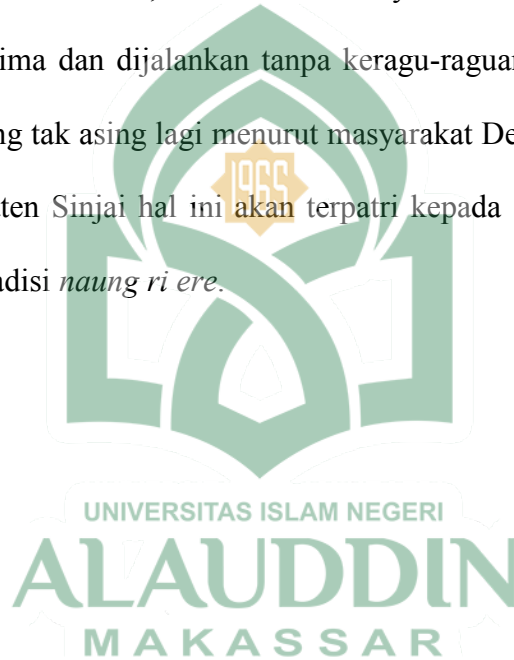 ima dan dijalankan tanpa keragu-raguan
ng tak asing lagi menurut masyarakat De
1965
ten Sinjai hal ini akan terpatri kepada
adisi naung ri ere.
UNIVERSITAS ISLAM NEGERI
ALAUDDIN
MAKASSAR